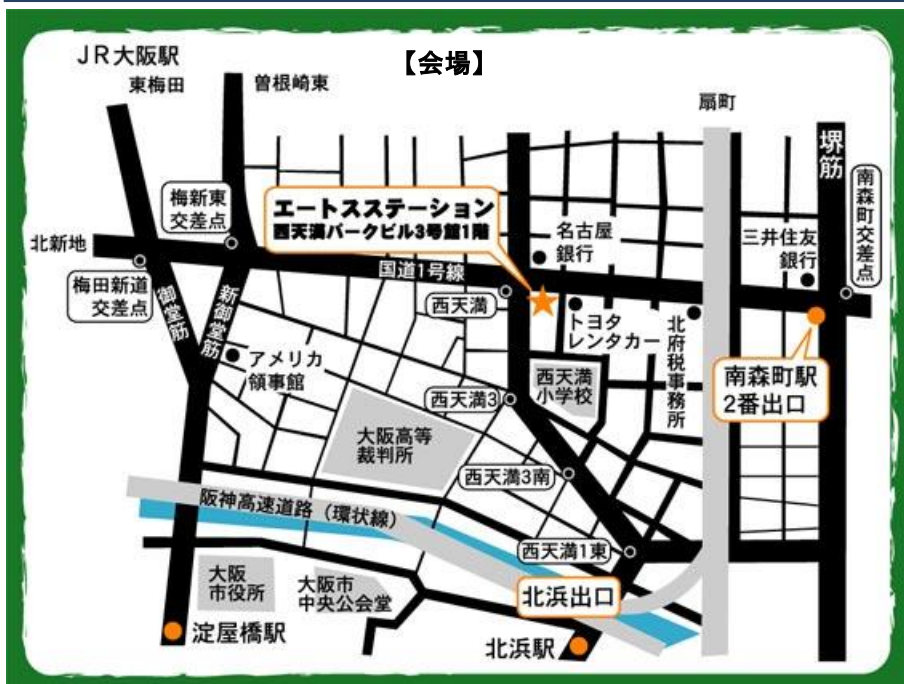 JR大阪駅
【会場】
東梅田
曽根崎東
扇町
堺筋
梅新東
交差点
エートスステーション
西天満パークビル3号館1階
名古屋
銀行
三井住友
銀行
南森町交差点
北新地
国道1号線
梅田新道
交差点
御堂筋
新御堂筋
西天満
トヨタ
レンタカー
北府税事務所
アメリカ
領事館
西天満
小学校
南森町駅
2番出口
西天満3
大阪高等
裁判所
西天満3南
阪神高速道路（環状線）
西天満1東
大阪
市役所
大阪市
中央公会堂
北浜出口
淀屋橋駅
北浜駅